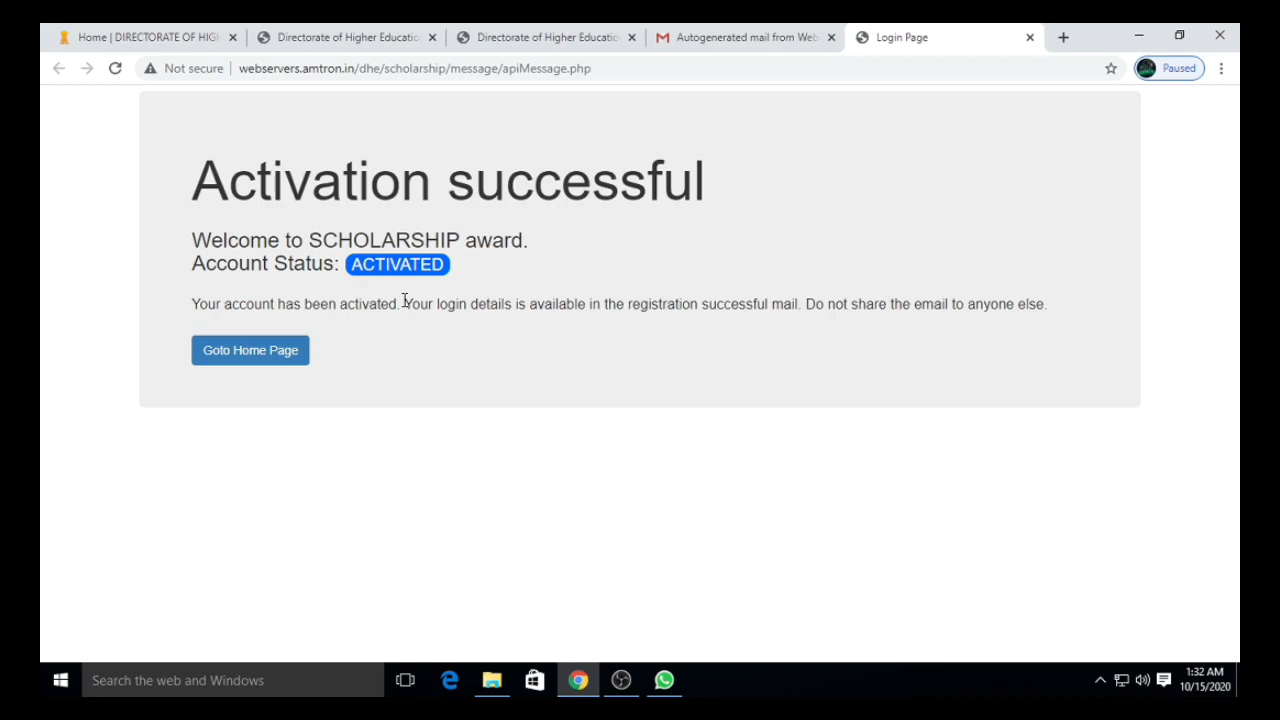 Home | DIRECTORATE OF HIGH
Directorate of Higher Educatio
Directorate of Higher Educatio
Autogenerated mail from Web
Login Page
Not secure | webservers.amtron.in/dhe/scholarship/message/apiMessage.php
Paused
Activation successful
Welcome to SCHOLARSHIP award.
Account Status: ACTIVATED
Your account has been activated. Your login details is available in the registration successful mail. Do not share the email to anyone else.
Goto Home Page
Search the web and Windows
1:32 AM
10/15/2020